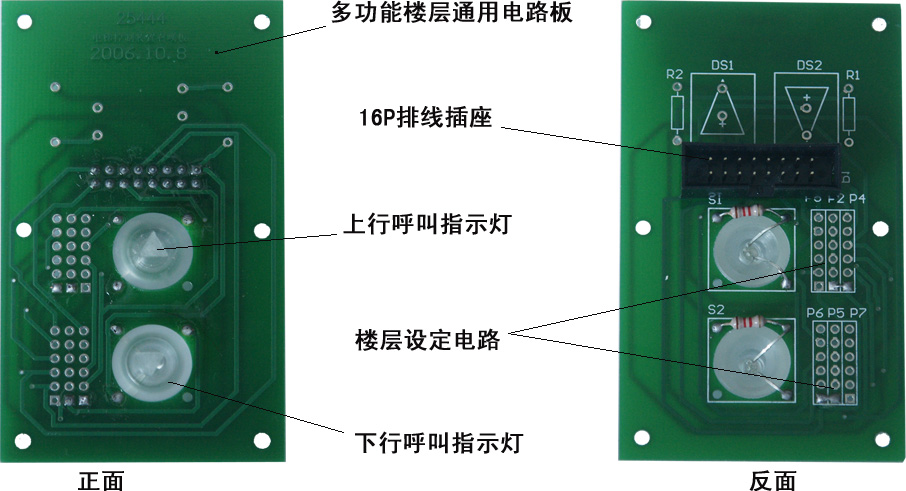 多功能楼层通用电路板
25444
2006.10.8
DS1
DS2
R2
R1
16P排线插座
S1
P2 P4
上行呼叫指示灯
楼层设定电路
S2
P6 P5 P7
下行呼叫指示灯
正面
反面